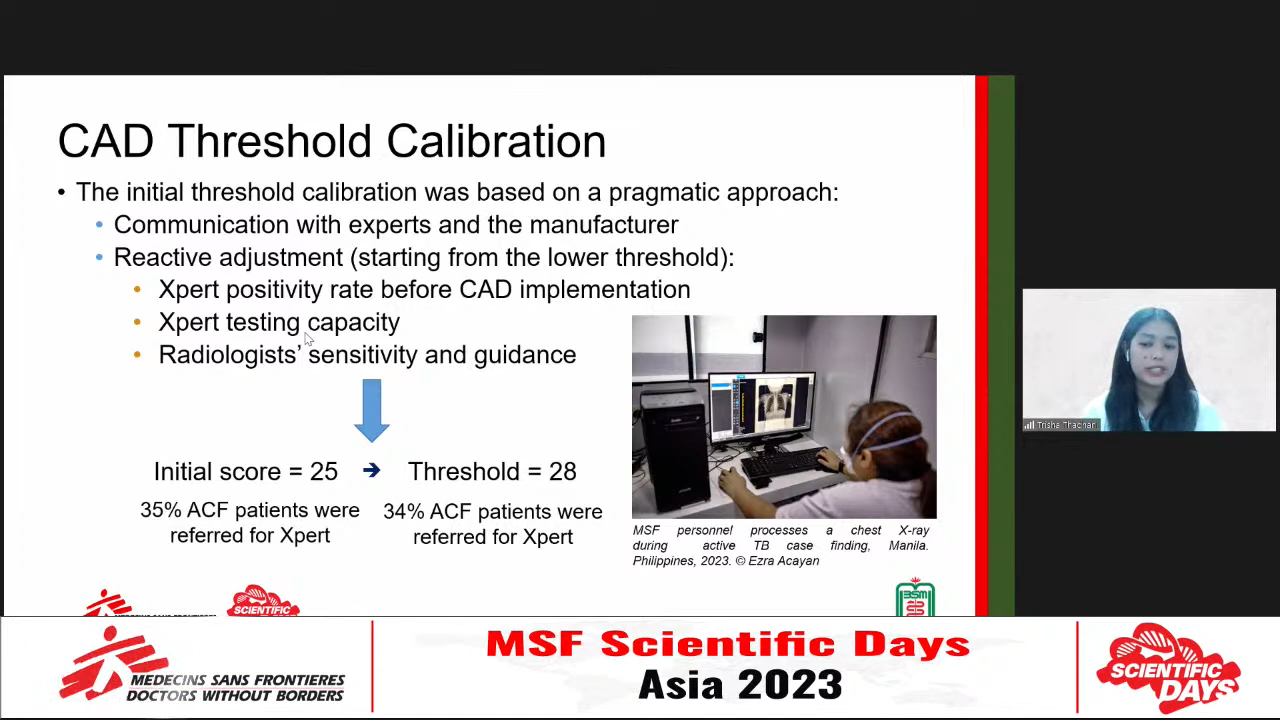 CAD Threshold Calibration
• The initial threshold calibration was based on a pragmatic approach:
• Communication with experts and the manufacturer
• Reactive adjustment (starting from the lower threshold):
• Xpert positivity rate before CAD implementation
• Xpert testing capacity
• Radiologists’ sensitivity and guidance
Initial score = 25 ➔ Threshold = 28
35% ACF patients were
referred for Xpert
34% ACF patients were
referred for Xpert
MSF personnel processes a chest X-ray
during active TB case finding, Manila.
Philippines, 2023. © Ezra Acayan
Trisha Thadhani
SCIENTIFIC
BSM
MEDECINS SANS FRONTIERES
DOCTORS WITHOUT BORDERS
MSF Scientific Days
Asia 2023
SCIENTIFIC
DAYS